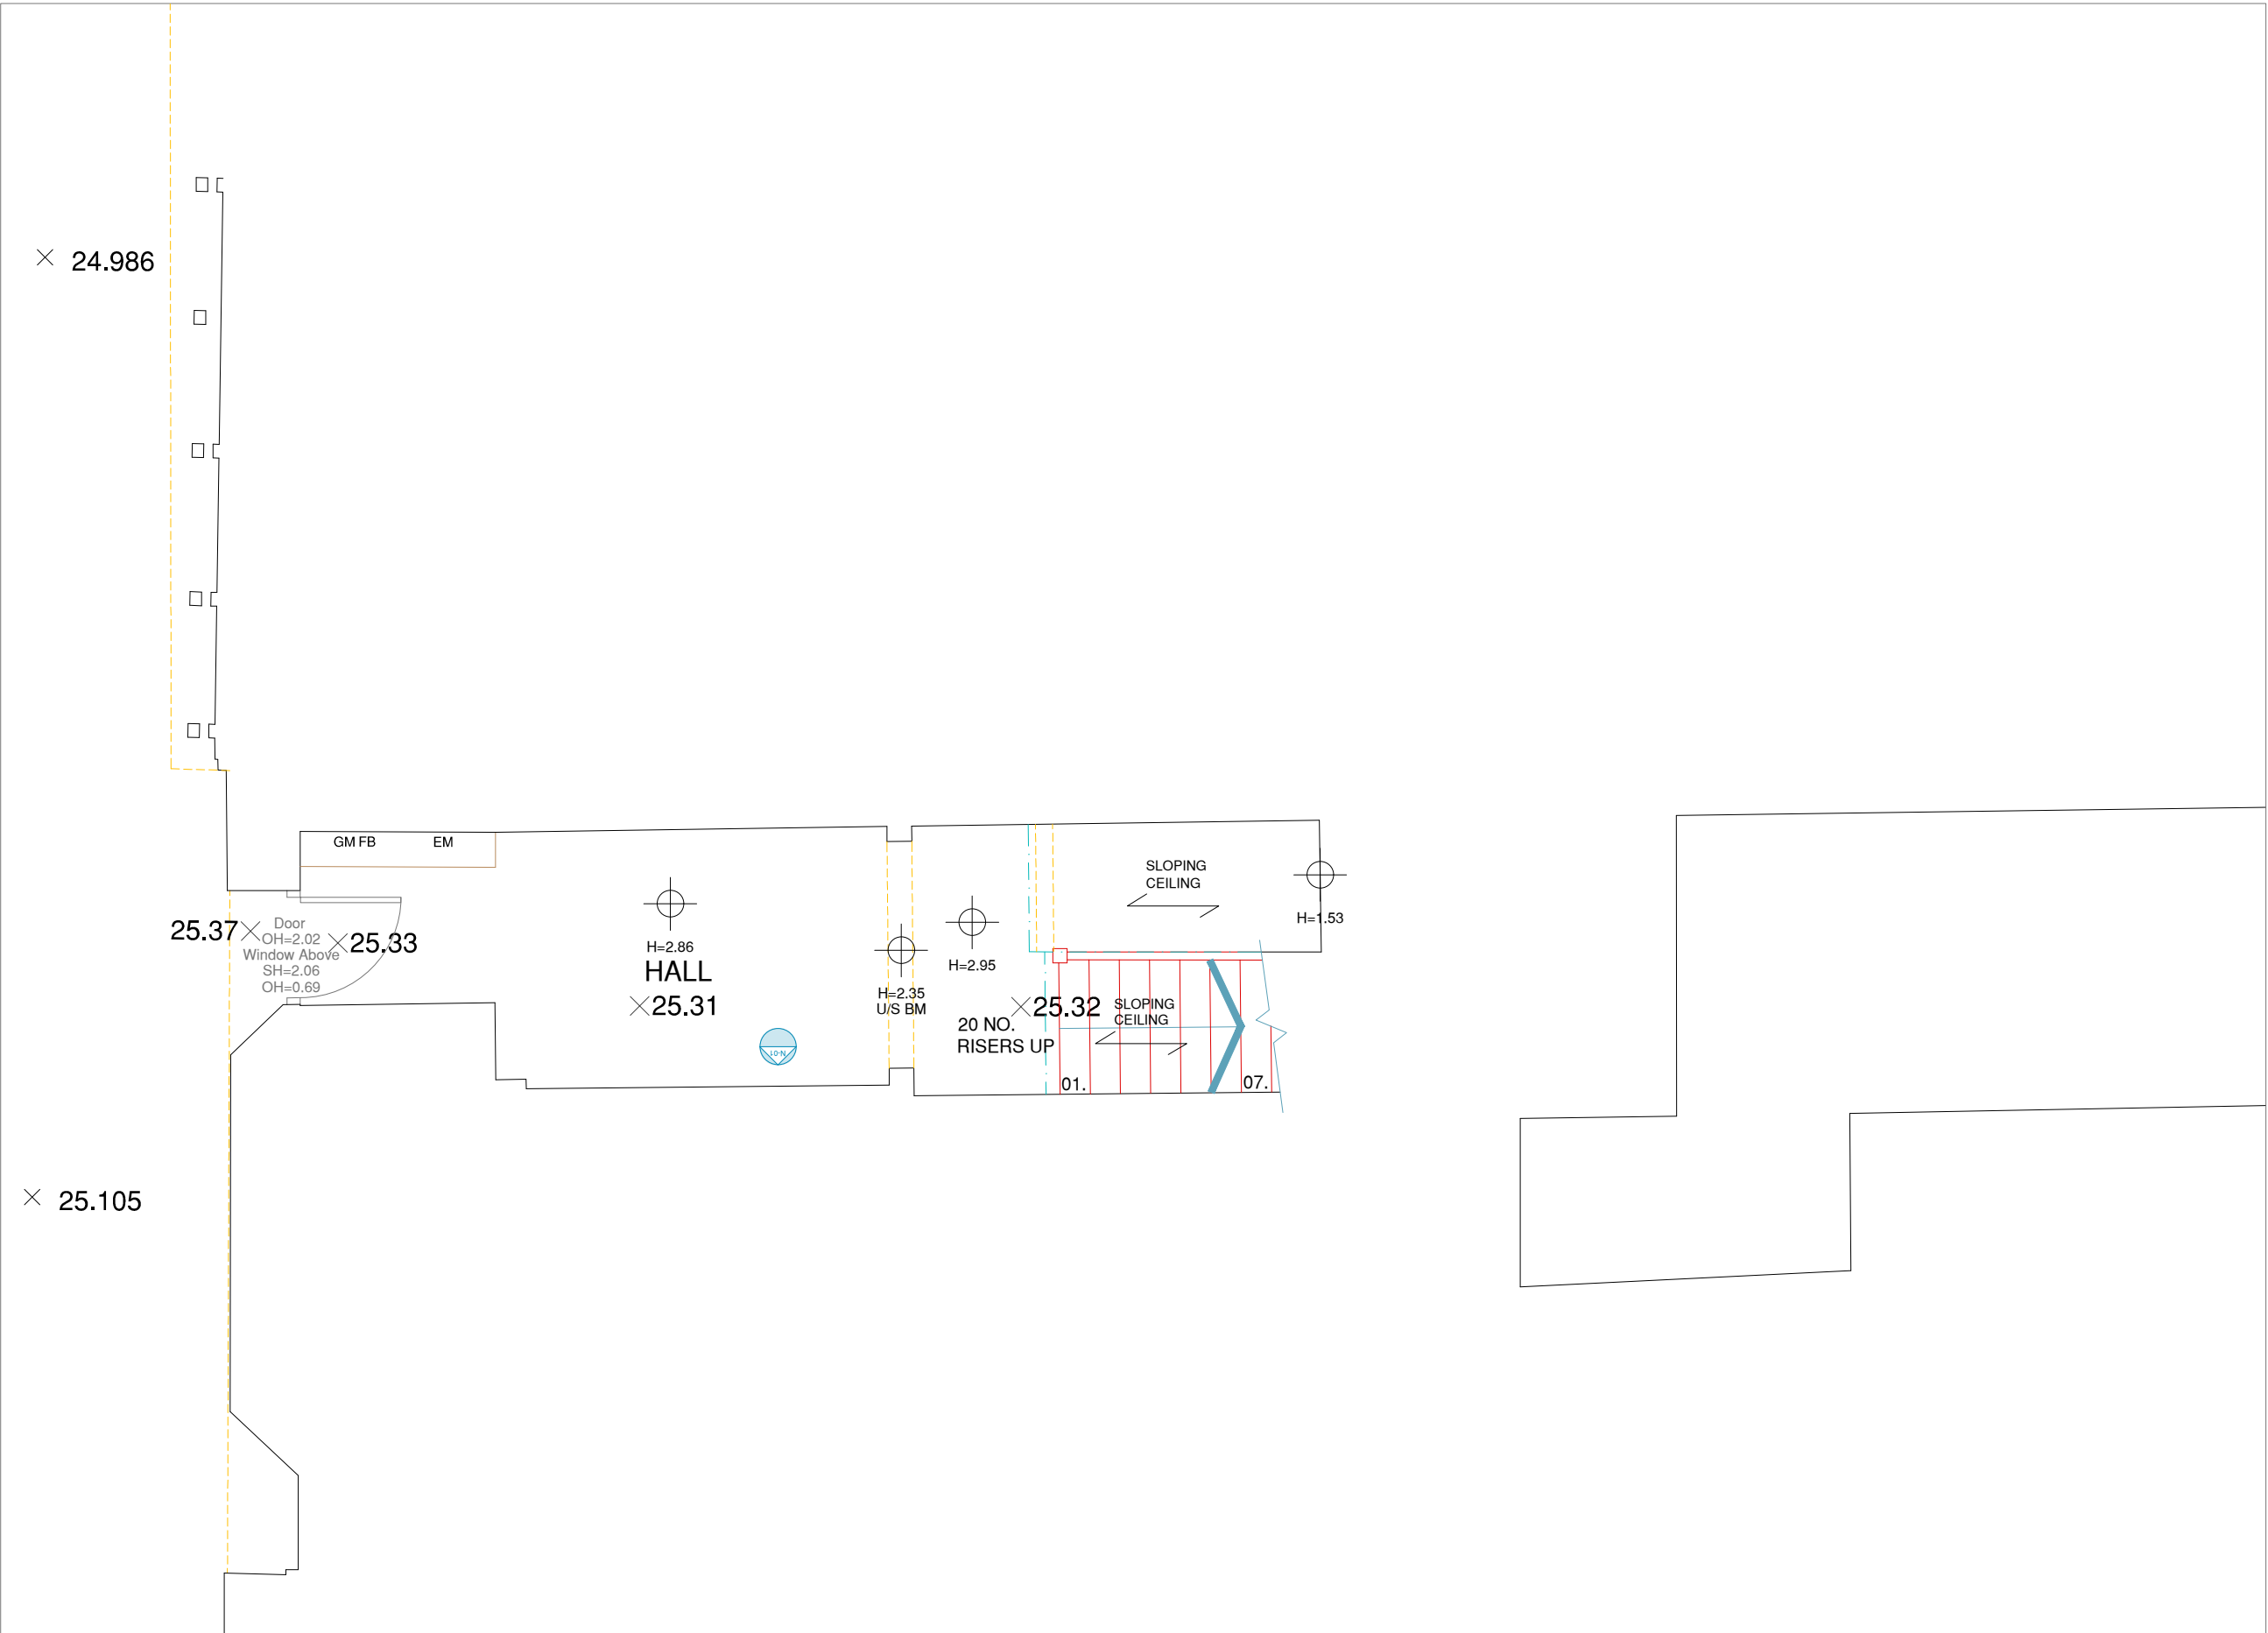 24.986
GM FB
EM
SLOPING
CEILING
25.37
Door
OH=2.02
Window Above
SH=2.06
OH=0.69
25.33
H=2.86
HALL
25.31
H=2.35
U/S BM
H=2.95
H=1.53
25.32
SLOPING
CEILING
20 NO.
RISERS UP
01.
07.
N-01
25.105